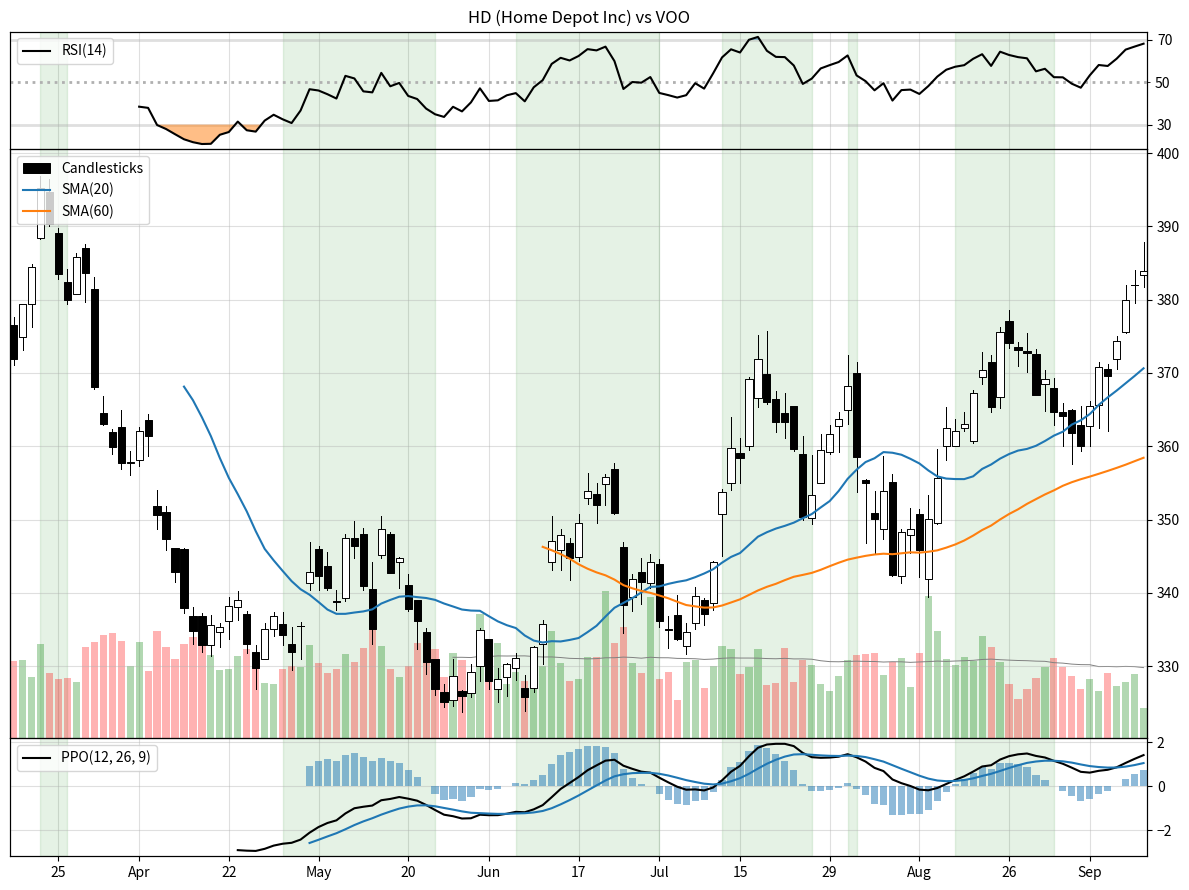 HD (Home Depot Inc) vs VOO
RSI(14)
70
50
30
Candlesticks
SMA(20)
SMA(60)
400
390
380
370
360
350
340
330
PPO(12, 26, 9)
2
0
−2
25 Apr 22 May 20 Jun 17 Jul 15 29 Aug 26 Sep